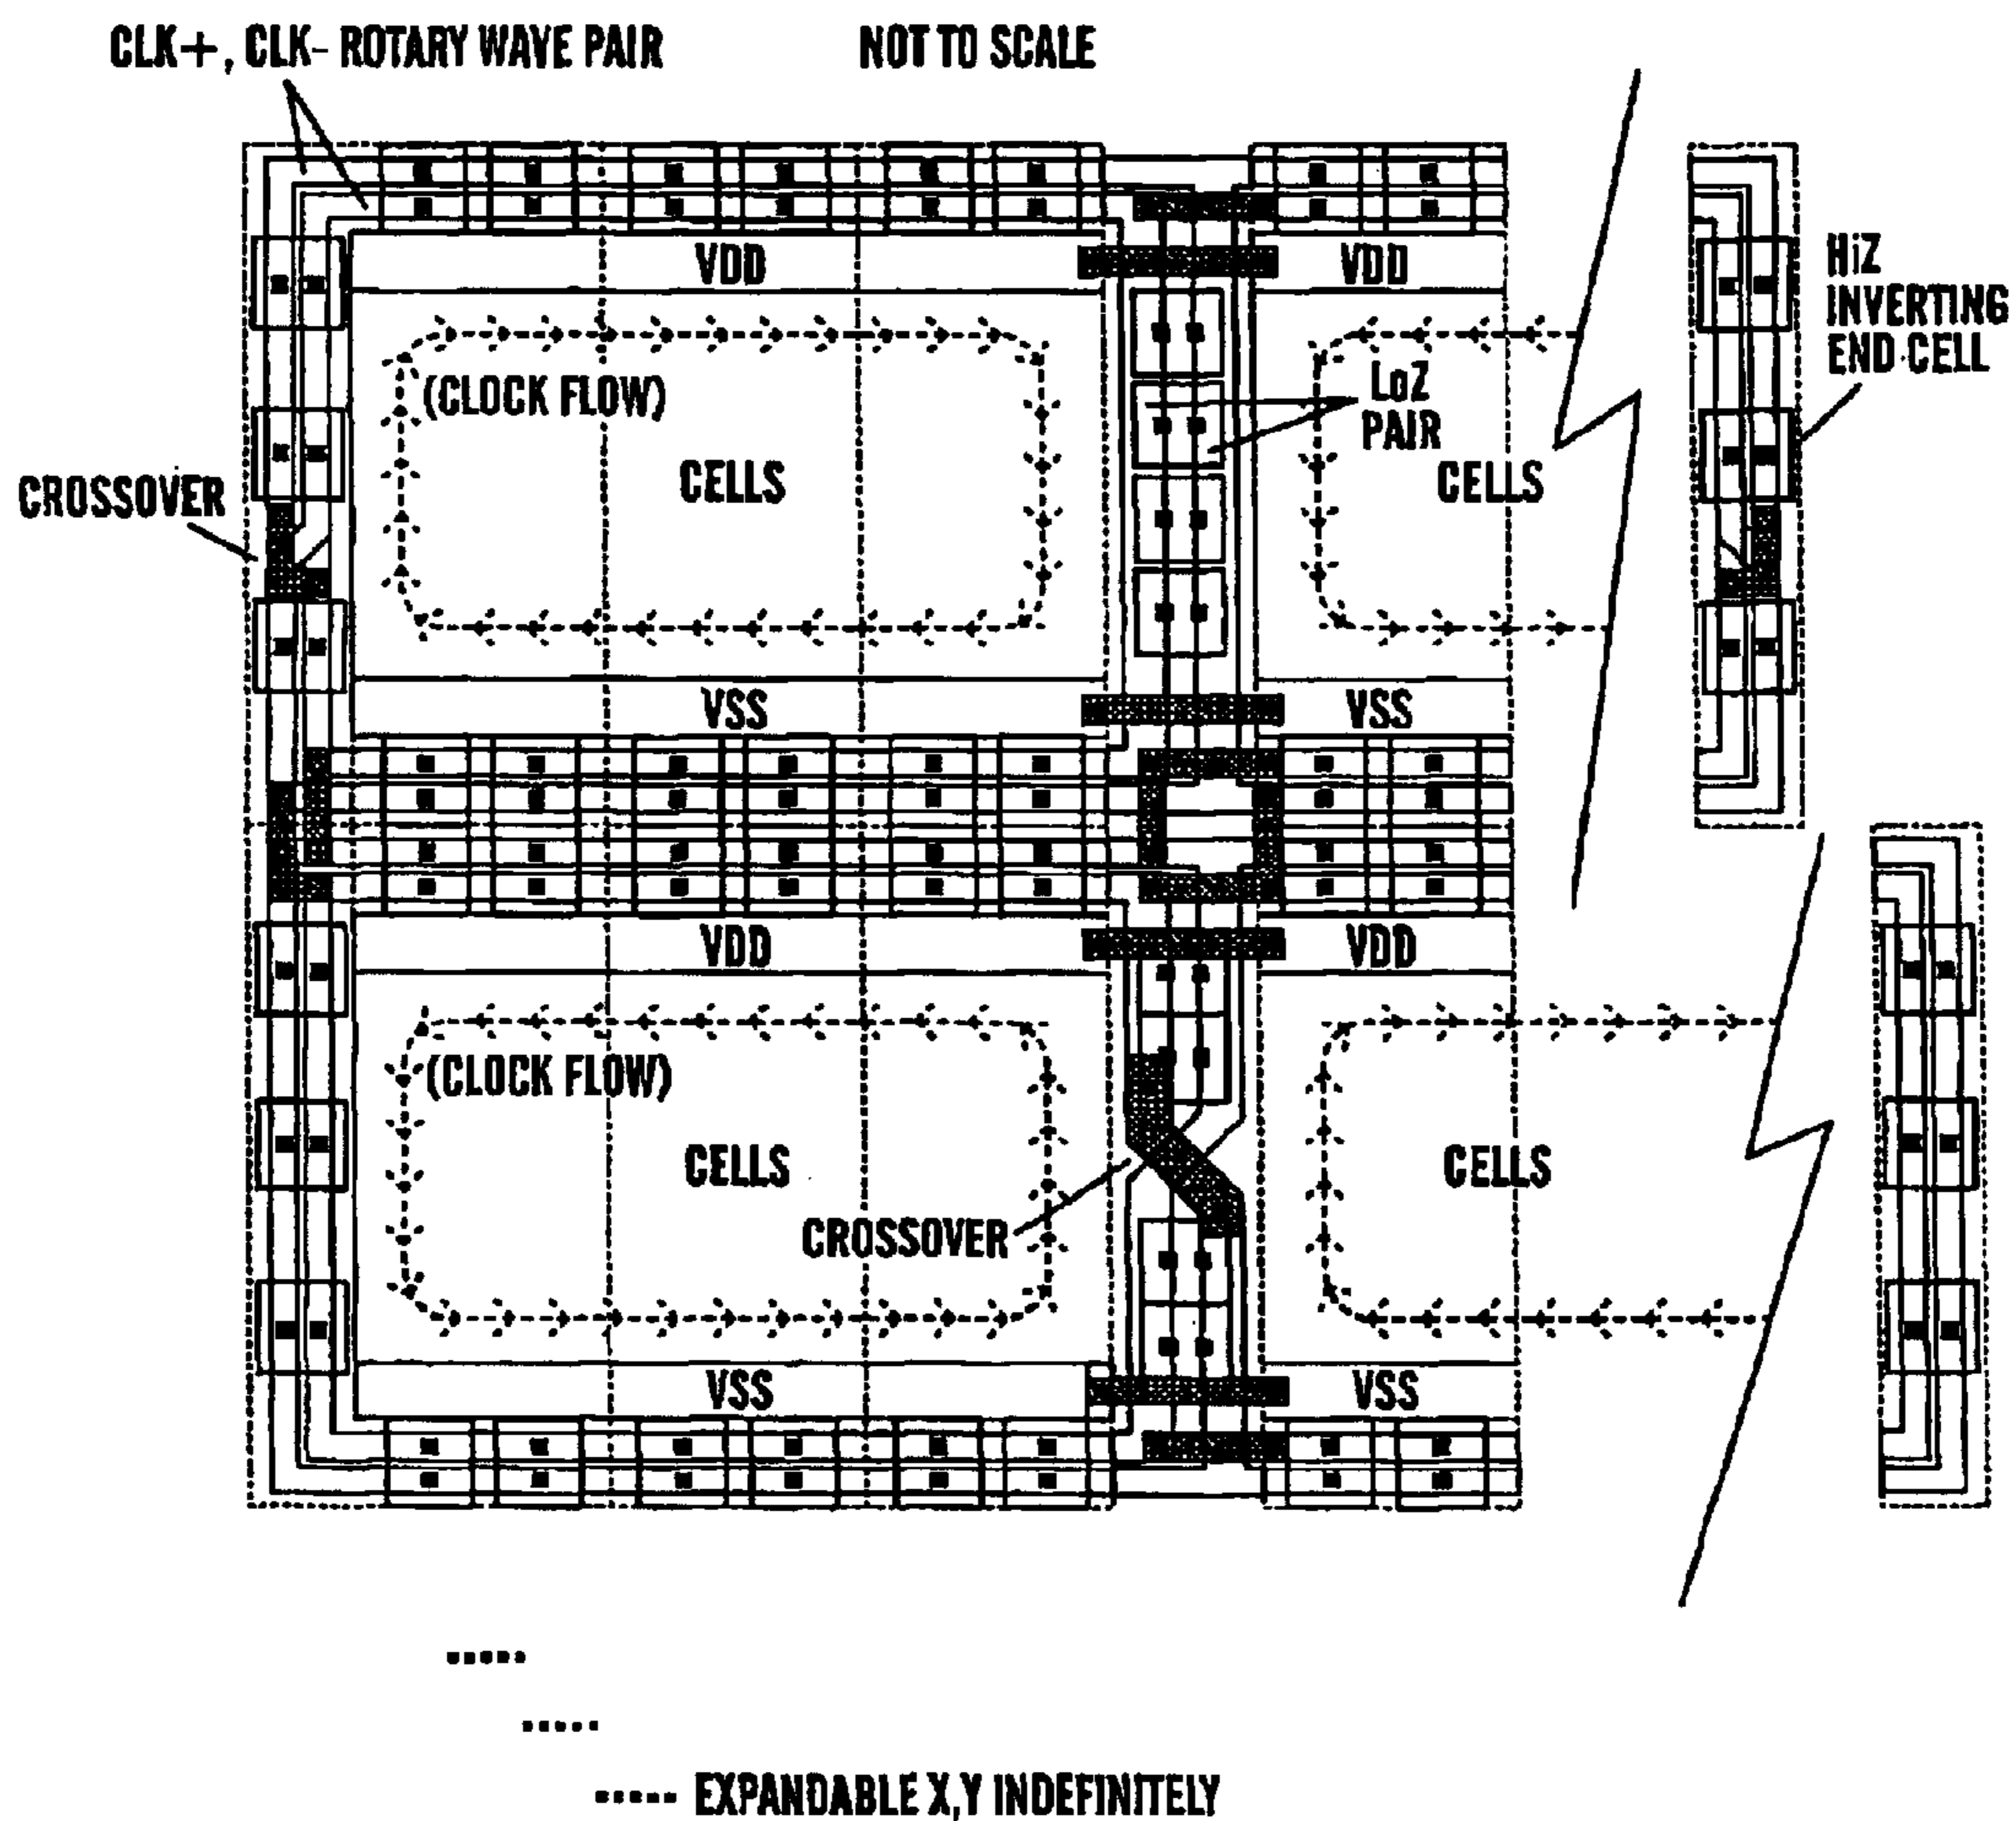 CLK+, CLK- ROTARY WAVE PAIR
NOT TO SCALE
VDD
VDD
HiZ
INVERTING
END CELL
(CLOCK FLOW)
LoZ
PAIR
CELLS
CELLS
CROSSOVER
VSS
VSS
VDD
VDD
(CLOCK FLOW)
CELLS
CELLS
CROSSOVER
VSS
VSS
EXPANDABLE X,Y INDEFINITELY